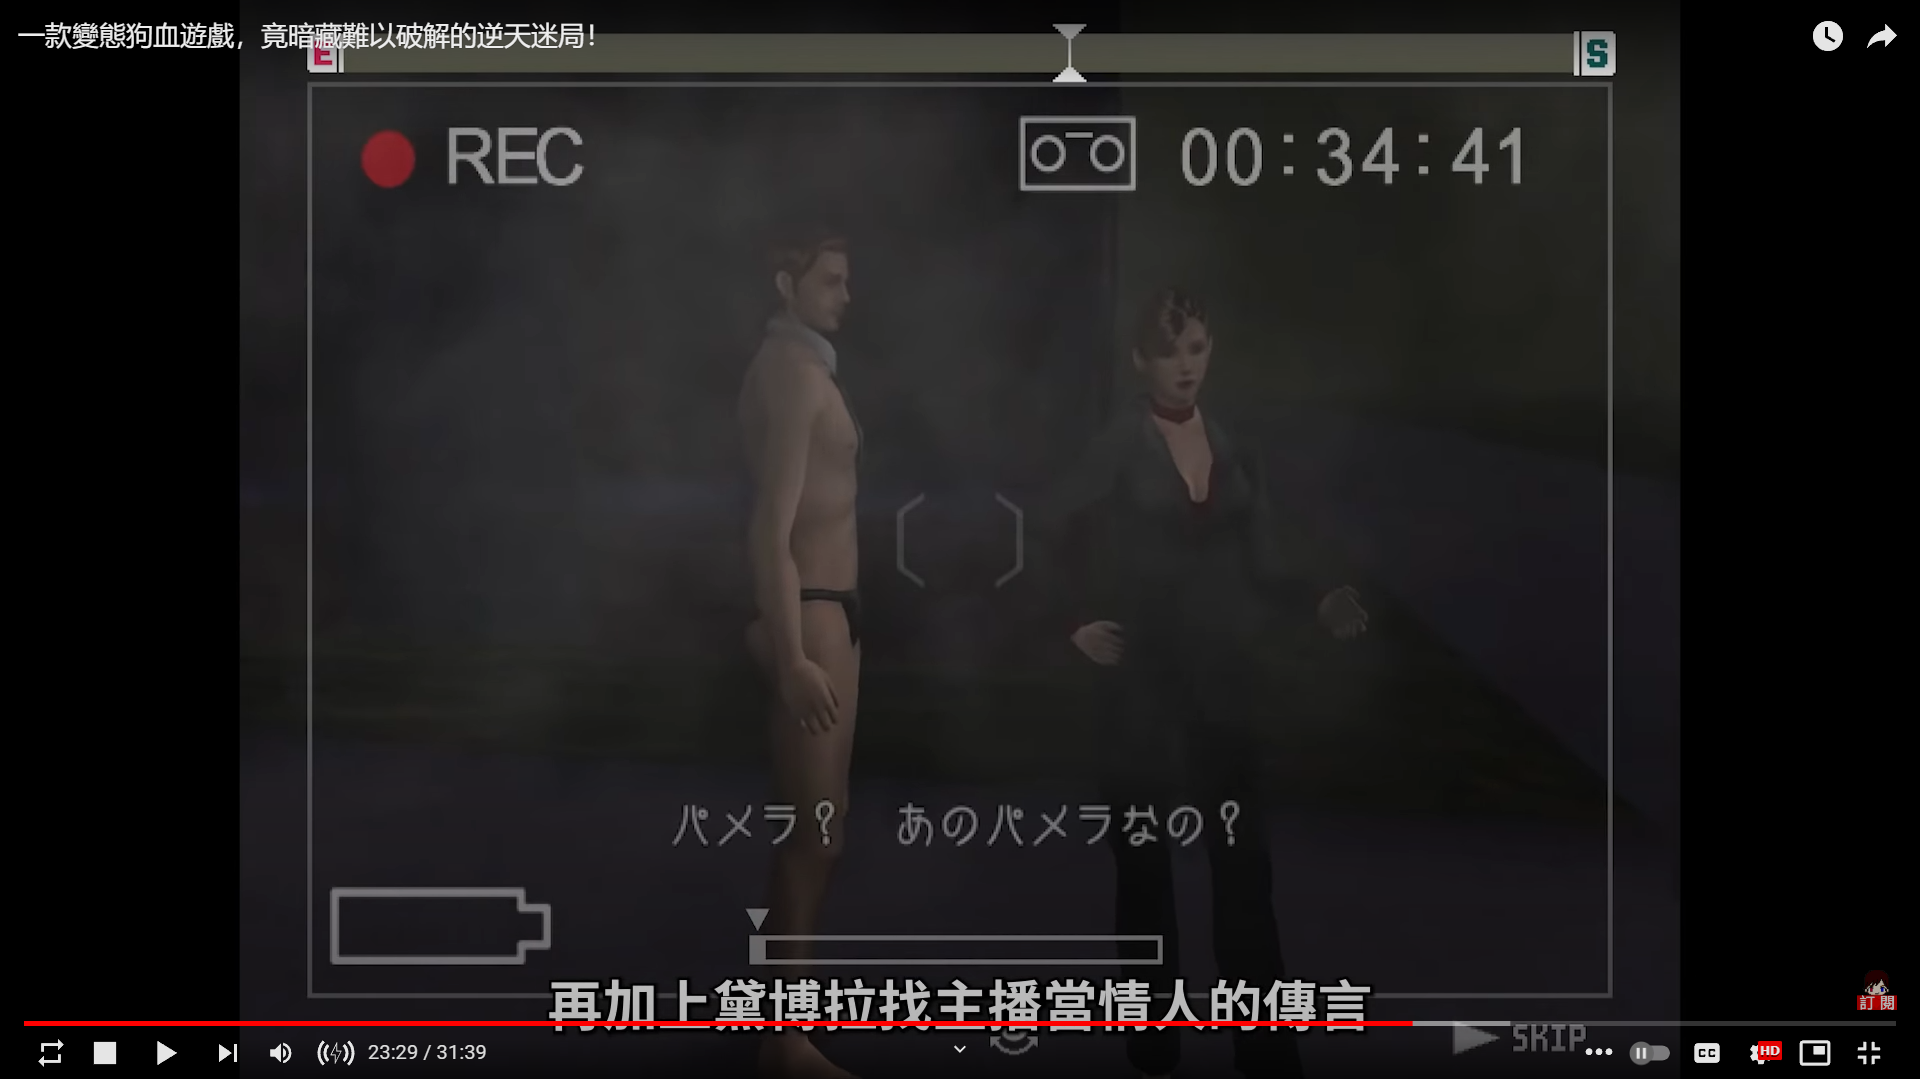 一款變態狗血遊戲，竟暗藏難以破解的逆天迷局！
E
S
REC
00:34:41
パメラ？　あのパメラなの？
再加上黛博拉找主播當情人的傳言
訂閱
SKIP
23:29 / 31:39
CC
HD